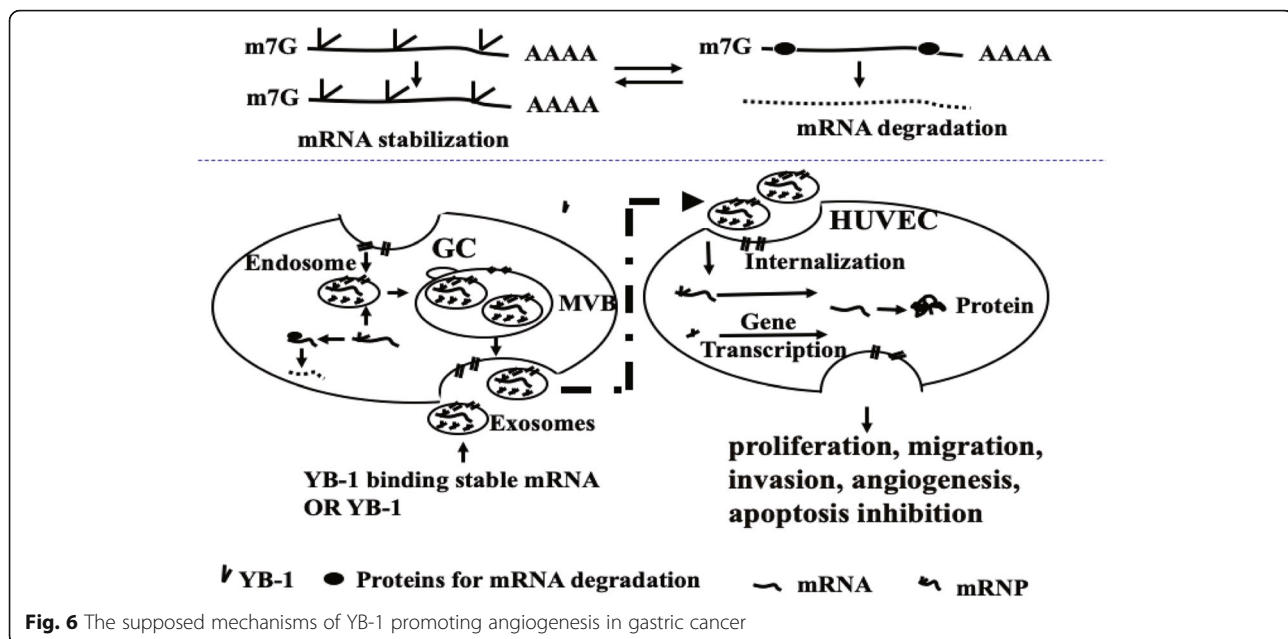 m7G AAAA
m7G AAAA
mRNA stabilization
m7G AAAA
mRNA degradation
Endosome
GC
MVB
Exosomes
YB-1 binding stable mRNA
OR YB-1
HUVEC
Internalization
Protein
Gene
Transcription
proliferation, migration,
invasion, angiogenesis,
apoptosis inhibition
YB-1 Proteins for mRNA degradation mRNA mRNP
Fig. 6 The supposed mechanisms of YB-1 promoting angiogenesis in gastric cancer